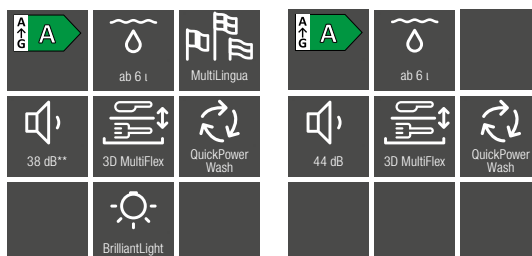 A
G
A
ab 6 l
MultiLingua
38 dB**
3D MultiFlex
QuickPower
Wash
BrilliantLight
A
G
A
ab 6 l
44 dB
3D MultiFlex
QuickPower
Wash